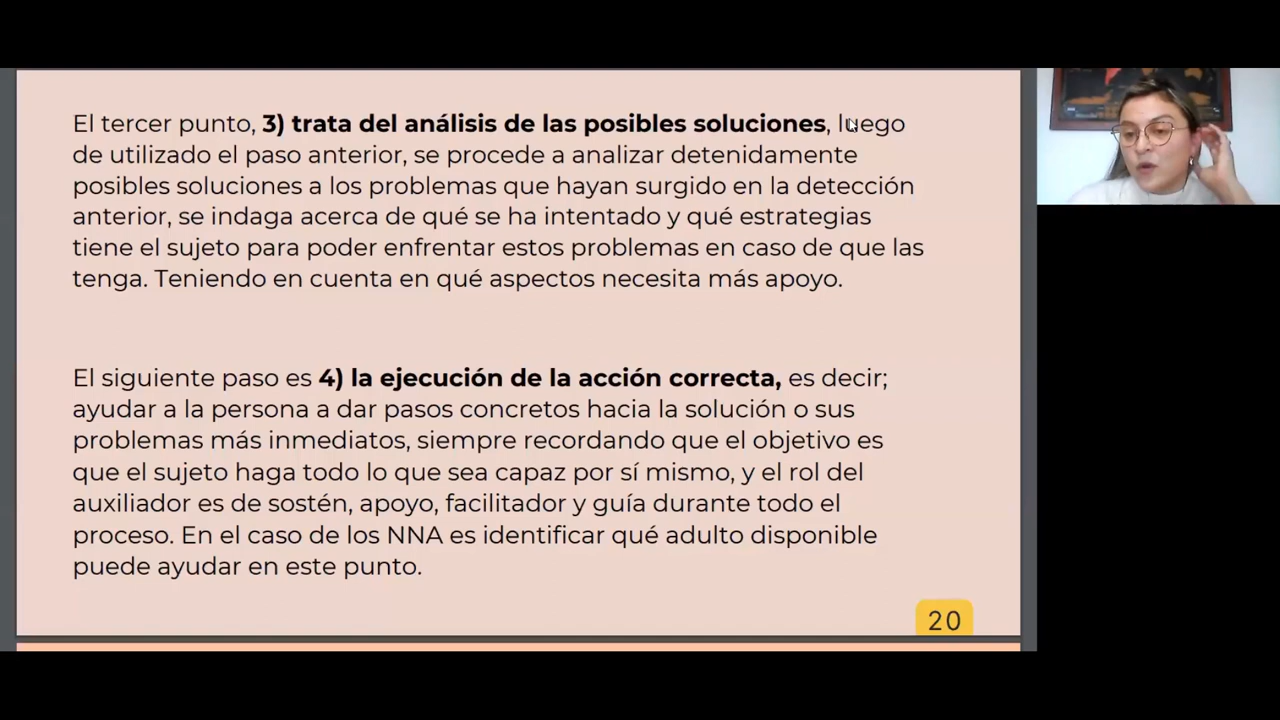 El tercer punto, 3) trata del análisis de las posibles soluciones, luego
de utilizado el paso anterior, se procede a analizar detenidamente
posibles soluciones a los problemas que hayan surgido en la detección
anterior, se indaga acerca de qué se ha intentado y qué estrategias
tiene el sujeto para poder enfrentar estos problemas en caso de que las
tenga. Teniendo en cuenta en qué aspectos necesita más apoyo.
El siguiente paso es 4) la ejecución de la acción correcta, es decir;
ayudar a la persona a dar pasos concretos hacia la solución o sus
problemas más inmediatos, siempre recordando que el objetivo es
que el sujeto haga todo lo que sea capaz por sí mismo, y el rol del
auxiliador es de sostén, apoyo, facilitador y guía durante todo el
proceso. En el caso de los NNA es identificar qué adulto disponible
puede ayudar en este punto.
20